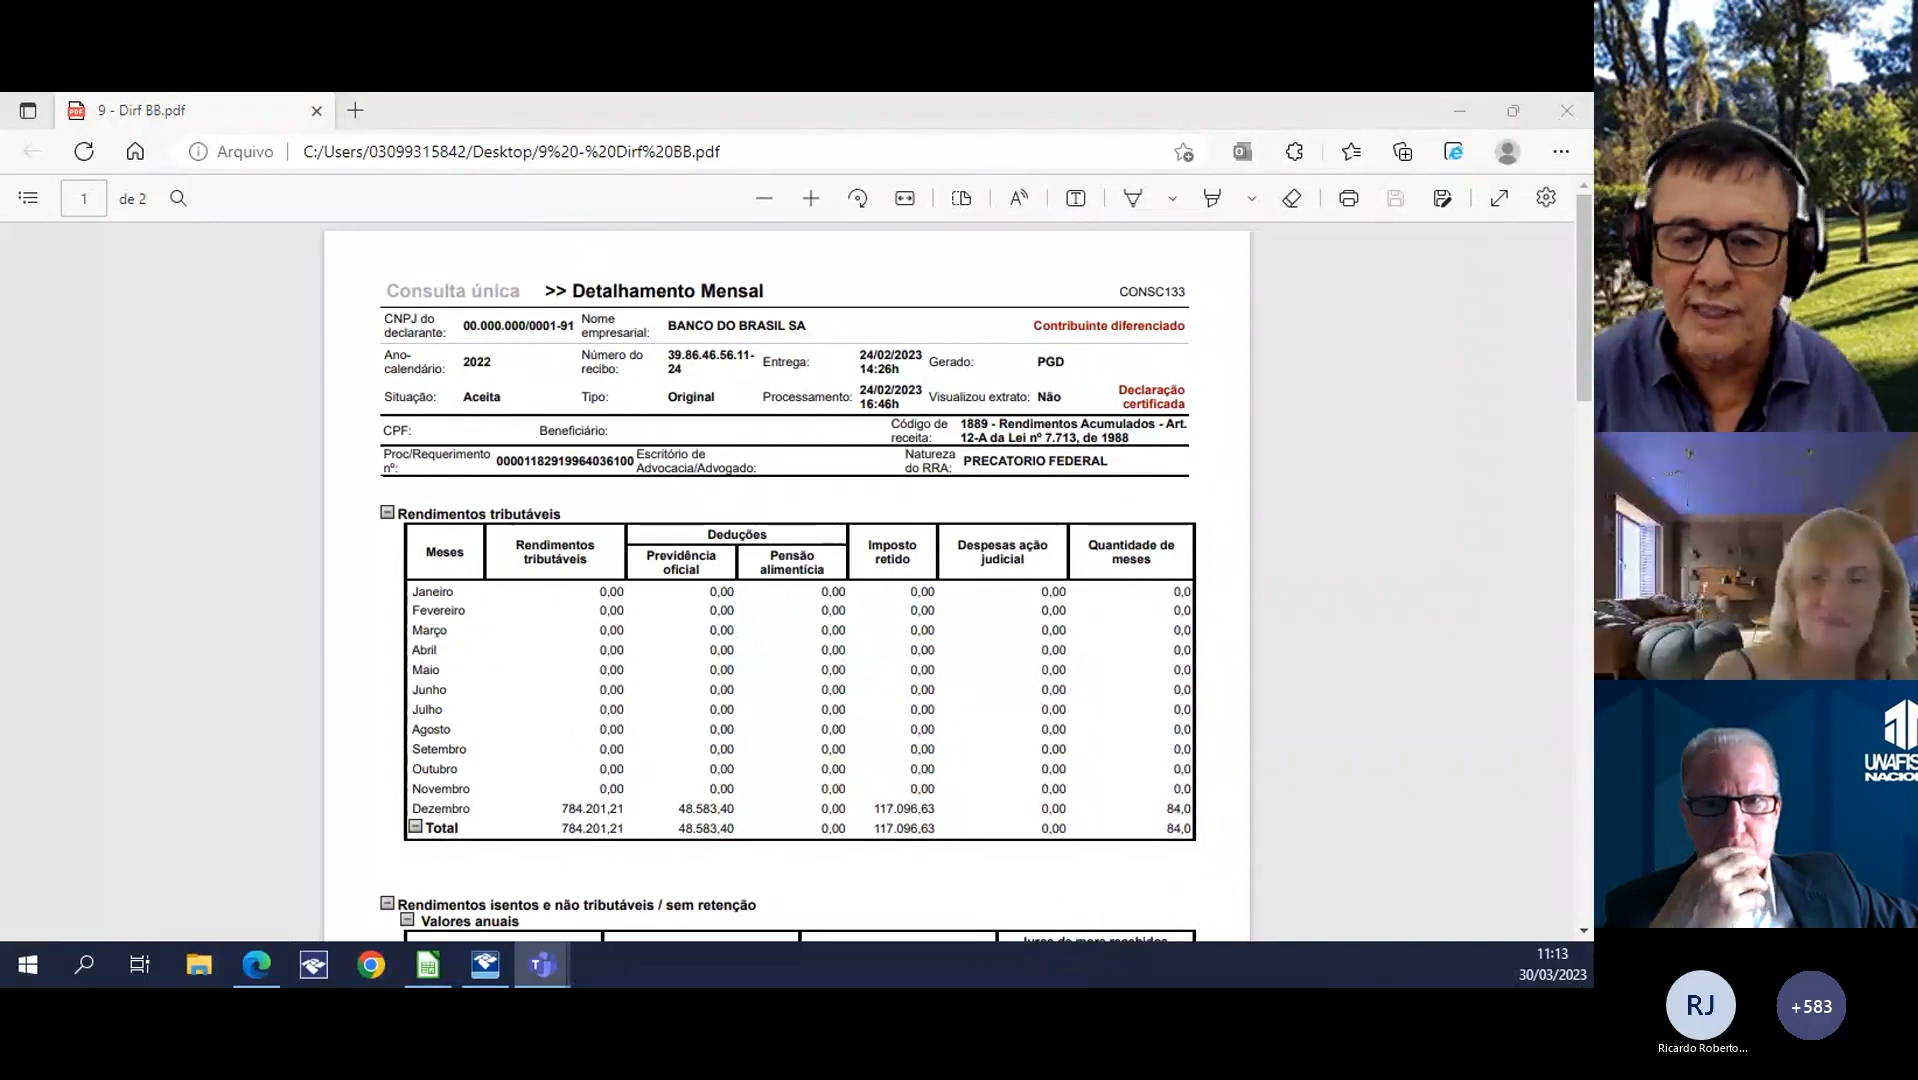 9 - Dirf BB.pdf
Arquivo
C:/Users/03099315842/Desktop/9%20-%20Dirf%20BB.pdf
1 de 2
Consulta única >> Detalhamento Mensal CONSC133
CNPJ do declarante: 00.000.000/0001-91 Nome empresarial: BANCO DO BRASIL SA Contribuinte diferenciado
Ano-calendário: 2022 Número do recibo: 39.86.46.56.11-24 Entrega: 24/02/2023 14:26h Gerado: PGD
Situação: Aceita Tipo: Original Processamento: 24/02/2023 16:46h Visualizou extrato: Não Declaração certificada
CPF: Beneficiário: Código de receita: 1889 - Rendimentos Acumulados - Art. 12-A da Lei nº 7.713, de 1988
Proc/Requerimento nº: 00001182919964036100 Escritório de Advocacia/Advogado: Natureza do RRA: PRECATORIO FEDERAL
Rendimentos tributáveis
Meses Rendimentos tributáveis Deduções Previdência oficial Pensão alimentícia Imposto retido Despesas ação judicial Quantidade de meses
Janeiro 0,00 0,00 0,00 0,00 0,00 0,0
Fevereiro 0,00 0,00 0,00 0,00 0,00 0,0
Março 0,00 0,00 0,00 0,00 0,00 0,0
Abril 0,00 0,00 0,00 0,00 0,00 0,0
Maio 0,00 0,00 0,00 0,00 0,00 0,0
Junho 0,00 0,00 0,00 0,00 0,00 0,0
Julho 0,00 0,00 0,00 0,00 0,00 0,0
Agosto 0,00 0,00 0,00 0,00 0,00 0,0
Setembro 0,00 0,00 0,00 0,00 0,00 0,0
Outubro 0,00 0,00 0,00 0,00 0,00 0,0
Novembro 0,00 0,00 0,00 0,00 0,00 0,0
Dezembro 784.201,21 48.583,40 0,00 117.096,63 0,00 84,0
Total 784.201,21 48.583,40 0,00 117.096,63 0,00 84,0
Rendimentos isentos e não tributáveis / sem retenção
Valores anuais
Juros de mora recebidos
11:13
30/03/2023
UNAFIS
NACIO
RJ
+583
Ricardo Roberto...